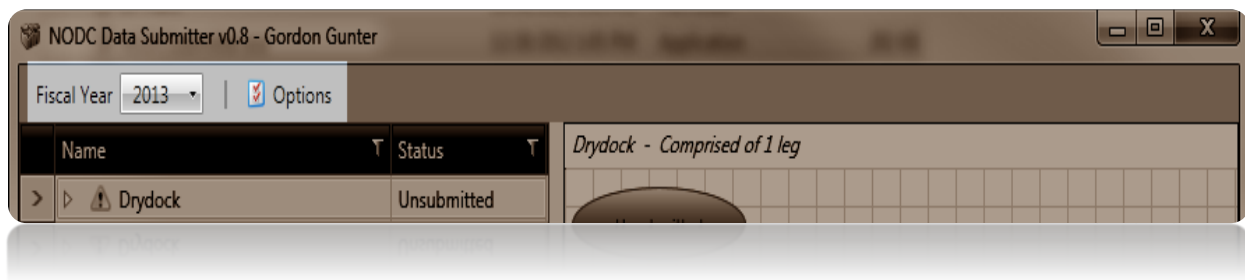 NODC Data Submitter v0.8 - Gordon Gunter
Fiscal Year 2013 | Options
Name Status
Drydock - Comprised of 1 leg
Drydock Unsubmitted